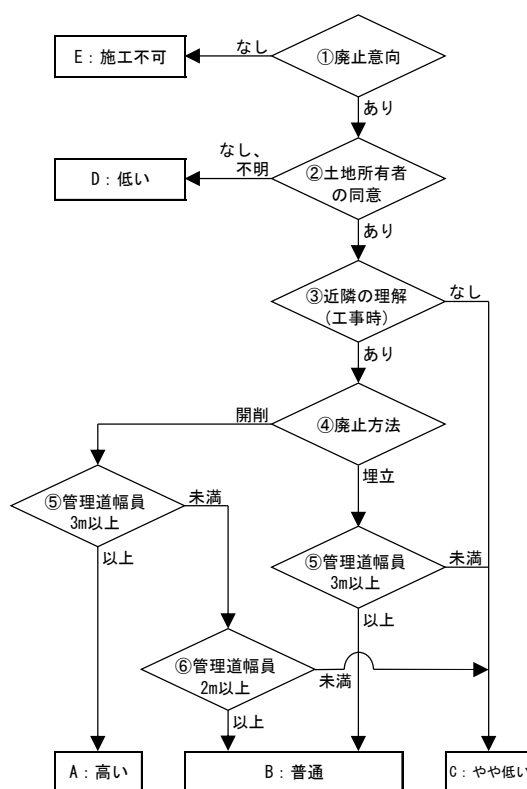 なし
E：施工不可
①廃止意向
あり
なし、
不明
D：低い
②土地所有者
の同意
あり
③近隣の理解
(工事時)
なし
あり
開削
④廃止方法
⑤管理道幅員
3m以上
未満
埋立
以上
⑤管理道幅員
3m以上
未満
以上
⑥管理道幅員
2m以上
未満
以上
A：高い
B：普通
C：やや低い